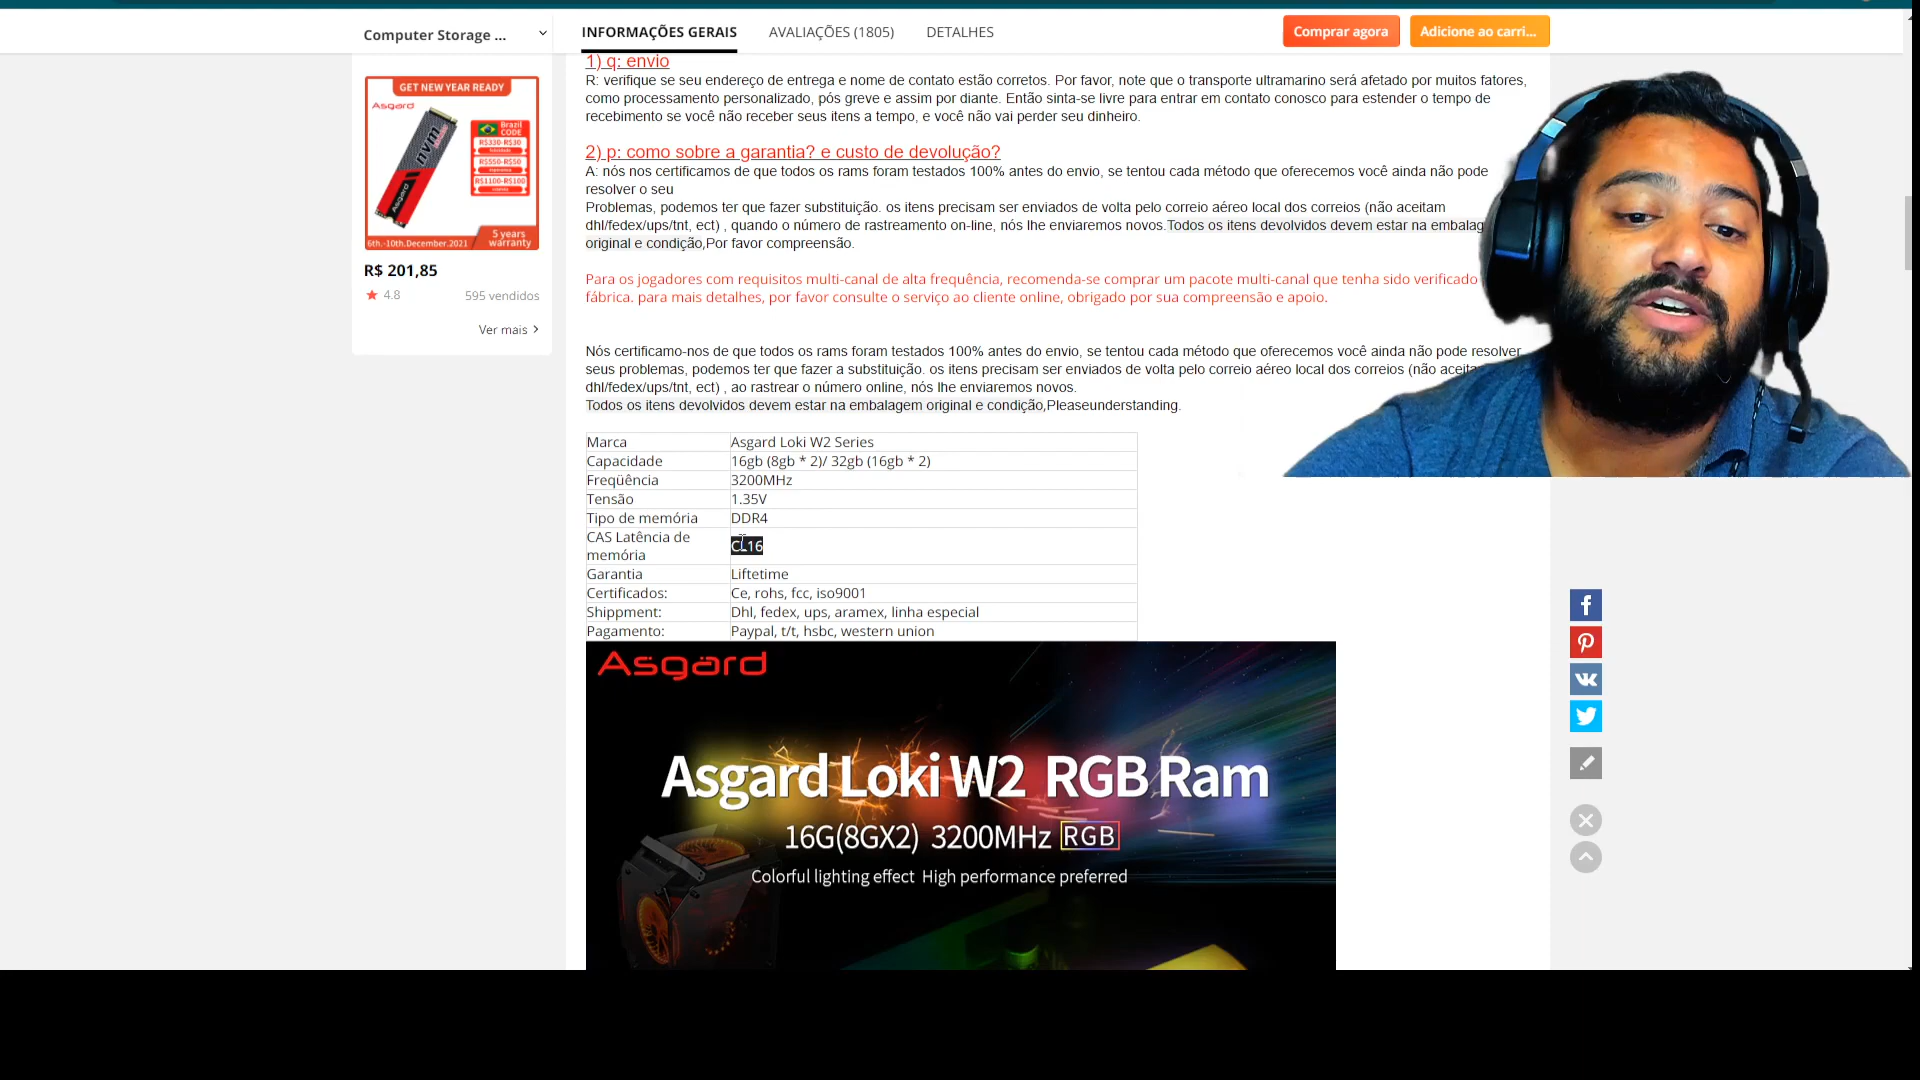 Computer Storage ...
INFORMAÇÕES GERAIS
AVALIAÇÕES (1805)
DETALHES
Comprar agora
Adicione ao carri...
GET NEW YEAR READY
Asgard
Brazil
CODE
R$330-R$30
R$550-R$50
R$1100-R$100
nvm
Asgard
6th.-10th.December.2021
5 years
warranty
R$ 201,85
4.8
595 vendidos
Ver mais
1) q: envio
R: verifique se seu endereço de entrega e nome de contato estão corretos. Por favor, note que o transporte ultramarino será afetado por muitos fatores,
como processamento personalizado, pós greve e assim por diante. Então sinta-se livre para entrar em contato conosco para estender o tempo de
recebimento se você não receber seus itens a tempo, e você não vai perder seu dinheiro.
2) p: como sobre a garantia? e custo de devolução?
A: nós nos certificamos de que todos os rams foram testados 100% antes do envio, se tentou cada método que oferecemos você ainda não pode
resolver o seu
Problemas, podemos ter que fazer substituição. os itens precisam ser enviados de volta pelo correio aéreo local dos correios (não aceitam
dhl/fedex/ups/tnt, ect) , quando o número de rastreamento on-line, nós lhe enviaremos novos.Todos os itens devolvidos devem estar na embalag
original e condição,Por favor compreensão.
Para os jogadores com requisitos multi-canal de alta frequência, recomenda-se comprar um pacote multi-canal que tenha sido verificado
fábrica. para mais detalhes, por favor consulte o serviço ao cliente online, obrigado por sua compreensão e apoio.
Nós certificamo-nos de que todos os rams foram testados 100% antes do envio, se tentou cada método que oferecemos você ainda não pode resolver
seus problemas, podemos ter que fazer a substituição. os itens precisam ser enviados de volta pelo correio aéreo local dos correios (não aceita
dhl/fedex/ups/tnt, ect) , ao rastrear o número online, nós lhe enviaremos novos.
Todos os itens devolvidos devem estar na embalagem original e condição,Pleaseunderstanding.
Marca Asgard Loki W2 Series
Capacidade 16gb (8gb * 2)/ 32gb (16gb * 2)
Freqüência 3200MHz
Tensão 1.35V
Tipo de memória DDR4
CAS Latência de
memória CL16
Garantia Liftetime
Certificados: Ce, rohs, fcc, iso9001
Shippment: Dhl, fedex, ups, aramex, linha especial
Pagamento: Paypal, t/t, hsbc, western union
Asgard
Asgard Loki W2 RGB Ram
16G(8GX2) 3200MHz RGB
Colorful lighting effect High performance preferred